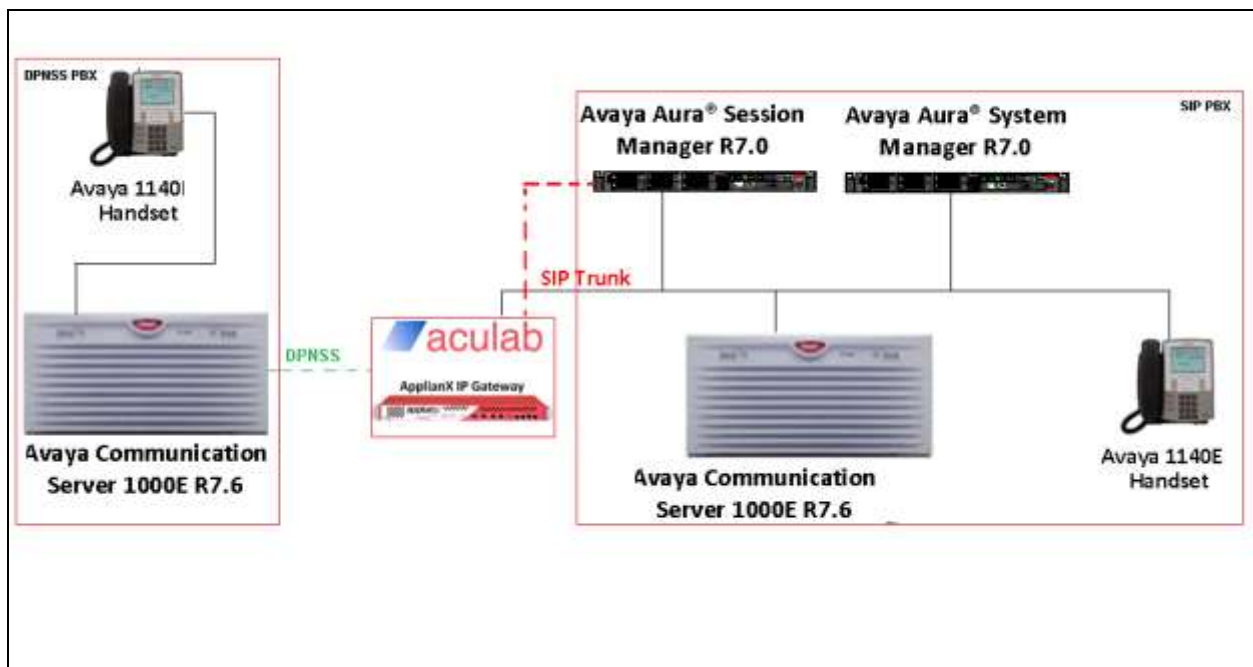 DPNSS PBX
Avaya 1140I
Handset
Avaya Communication
Server 1000E R7.6
DPNSS
aculab
ApplianX IP Gateway
SIP Trunk
SIP PBX
Avaya Aura® Session
Manager R7.0
Avaya Aura® System
Manager R7.0
Avaya Communication
Server 1000E R7.6
Avaya 1140E
Handset